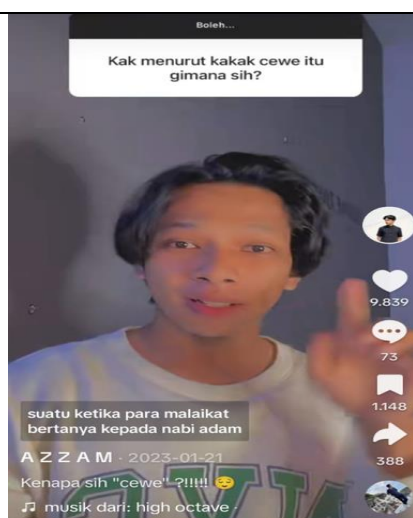 Boleh...
Kak menurut kakak cewe itu
gimana sih?
9.839
73
1.148
388
suatu ketika para malaikat
bertanya kepada nabi adam
A Z Z A M · 2023-01-21
Kenapa sih "cewe" ?!!!!! 😌
♫ musik dari: high octave